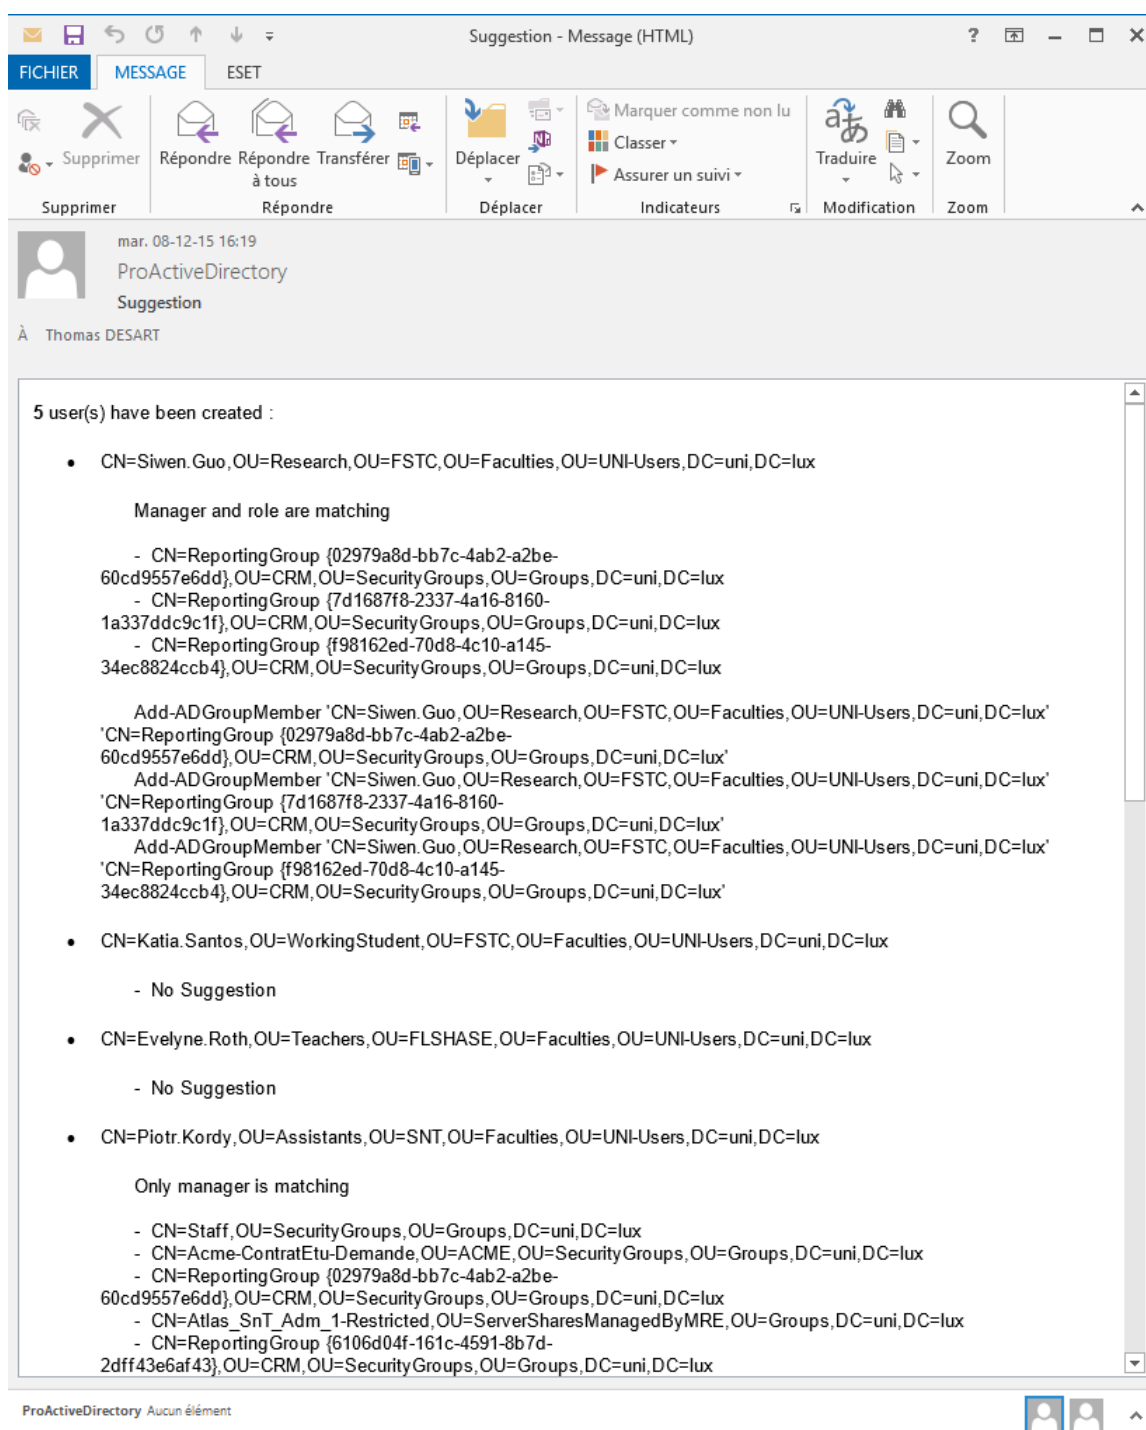 Suggestion - Message (HTML)
?
FICHIER MESSAGE ESET
Supprimer
Répondre Répondre à tous Transférer
Déplacer
Marquer comme non lu
Classer
Assurer un suivi
Traduire
Zoom
Supprimer Répondre Déplacer Indicateurs Modification Zoom
mar. 08-12-15 16:19
ProActiveDirectory
Suggestion
À Thomas DESART
5 user(s) have been created :
• CN=Siwen.Guo,OU=Research,OU=FSTC,OU=Faculties,OU=UNI-Users,DC=uni,DC=lux
Manager and role are matching
- CN=ReportingGroup {02979a8d-bb7c-4ab2-a2be-
60cd9557e6dd},OU=CRM,OU=SecurityGroups,OU=Groups,DC=uni,DC=lux
- CN=ReportingGroup {7d1687f8-2337-4a16-8160-
1a337ddc9c1f},OU=CRM,OU=SecurityGroups,OU=Groups,DC=uni,DC=lux
- CN=ReportingGroup {f98162ed-70d8-4c10-a145-
34ec8824ccb4},OU=CRM,OU=SecurityGroups,OU=Groups,DC=uni,DC=lux
Add-ADGroupMember 'CN=Siwen.Guo,OU=Research,OU=FSTC,OU=Faculties,OU=UNI-Users,DC=uni,DC=lux'
'CN=ReportingGroup {02979a8d-bb7c-4ab2-a2be-
60cd9557e6dd},OU=CRM,OU=SecurityGroups,OU=Groups,DC=uni,DC=lux'
Add-ADGroupMember 'CN=Siwen.Guo,OU=Research,OU=FSTC,OU=Faculties,OU=UNI-Users,DC=uni,DC=lux'
'CN=ReportingGroup {7d1687f8-2337-4a16-8160-
1a337ddc9c1f},OU=CRM,OU=SecurityGroups,OU=Groups,DC=uni,DC=lux'
Add-ADGroupMember 'CN=Siwen.Guo,OU=Research,OU=FSTC,OU=Faculties,OU=UNI-Users,DC=uni,DC=lux'
'CN=ReportingGroup {f98162ed-70d8-4c10-a145-
34ec8824ccb4},OU=CRM,OU=SecurityGroups,OU=Groups,DC=uni,DC=lux'
• CN=Katia.Santos,OU=WorkingStudent,OU=FSTC,OU=Faculties,OU=UNI-Users,DC=uni,DC=lux
- No Suggestion
• CN=Evelyne.Roth,OU=Teachers,OU=FLSHASE,OU=Faculties,OU=UNI-Users,DC=uni,DC=lux
- No Suggestion
• CN=Piotr.Kordy,OU=Assistants,OU=SNT,OU=Faculties,OU=UNI-Users,DC=uni,DC=lux
Only manager is matching
- CN=Staff,OU=SecurityGroups,OU=Groups,DC=uni,DC=lux
- CN=Acme-ContratEtu-Demande,OU=ACME,OU=SecurityGroups,OU=Groups,DC=uni,DC=lux
- CN=ReportingGroup {02979a8d-bb7c-4ab2-a2be-
60cd9557e6dd},OU=CRM,OU=SecurityGroups,OU=Groups,DC=uni,DC=lux
- CN=Atlas_SnT_Adm_1-Restricted,OU=ServerSharesManagedByMRE,OU=Groups,DC=uni,DC=lux
- CN=ReportingGroup {6106d04f-161c-4591-8b7d-
2dff43e6af43},OU=CRM,OU=SecurityGroups,OU=Groups,DC=uni,DC=lux
ProActiveDirectory Aucun élément